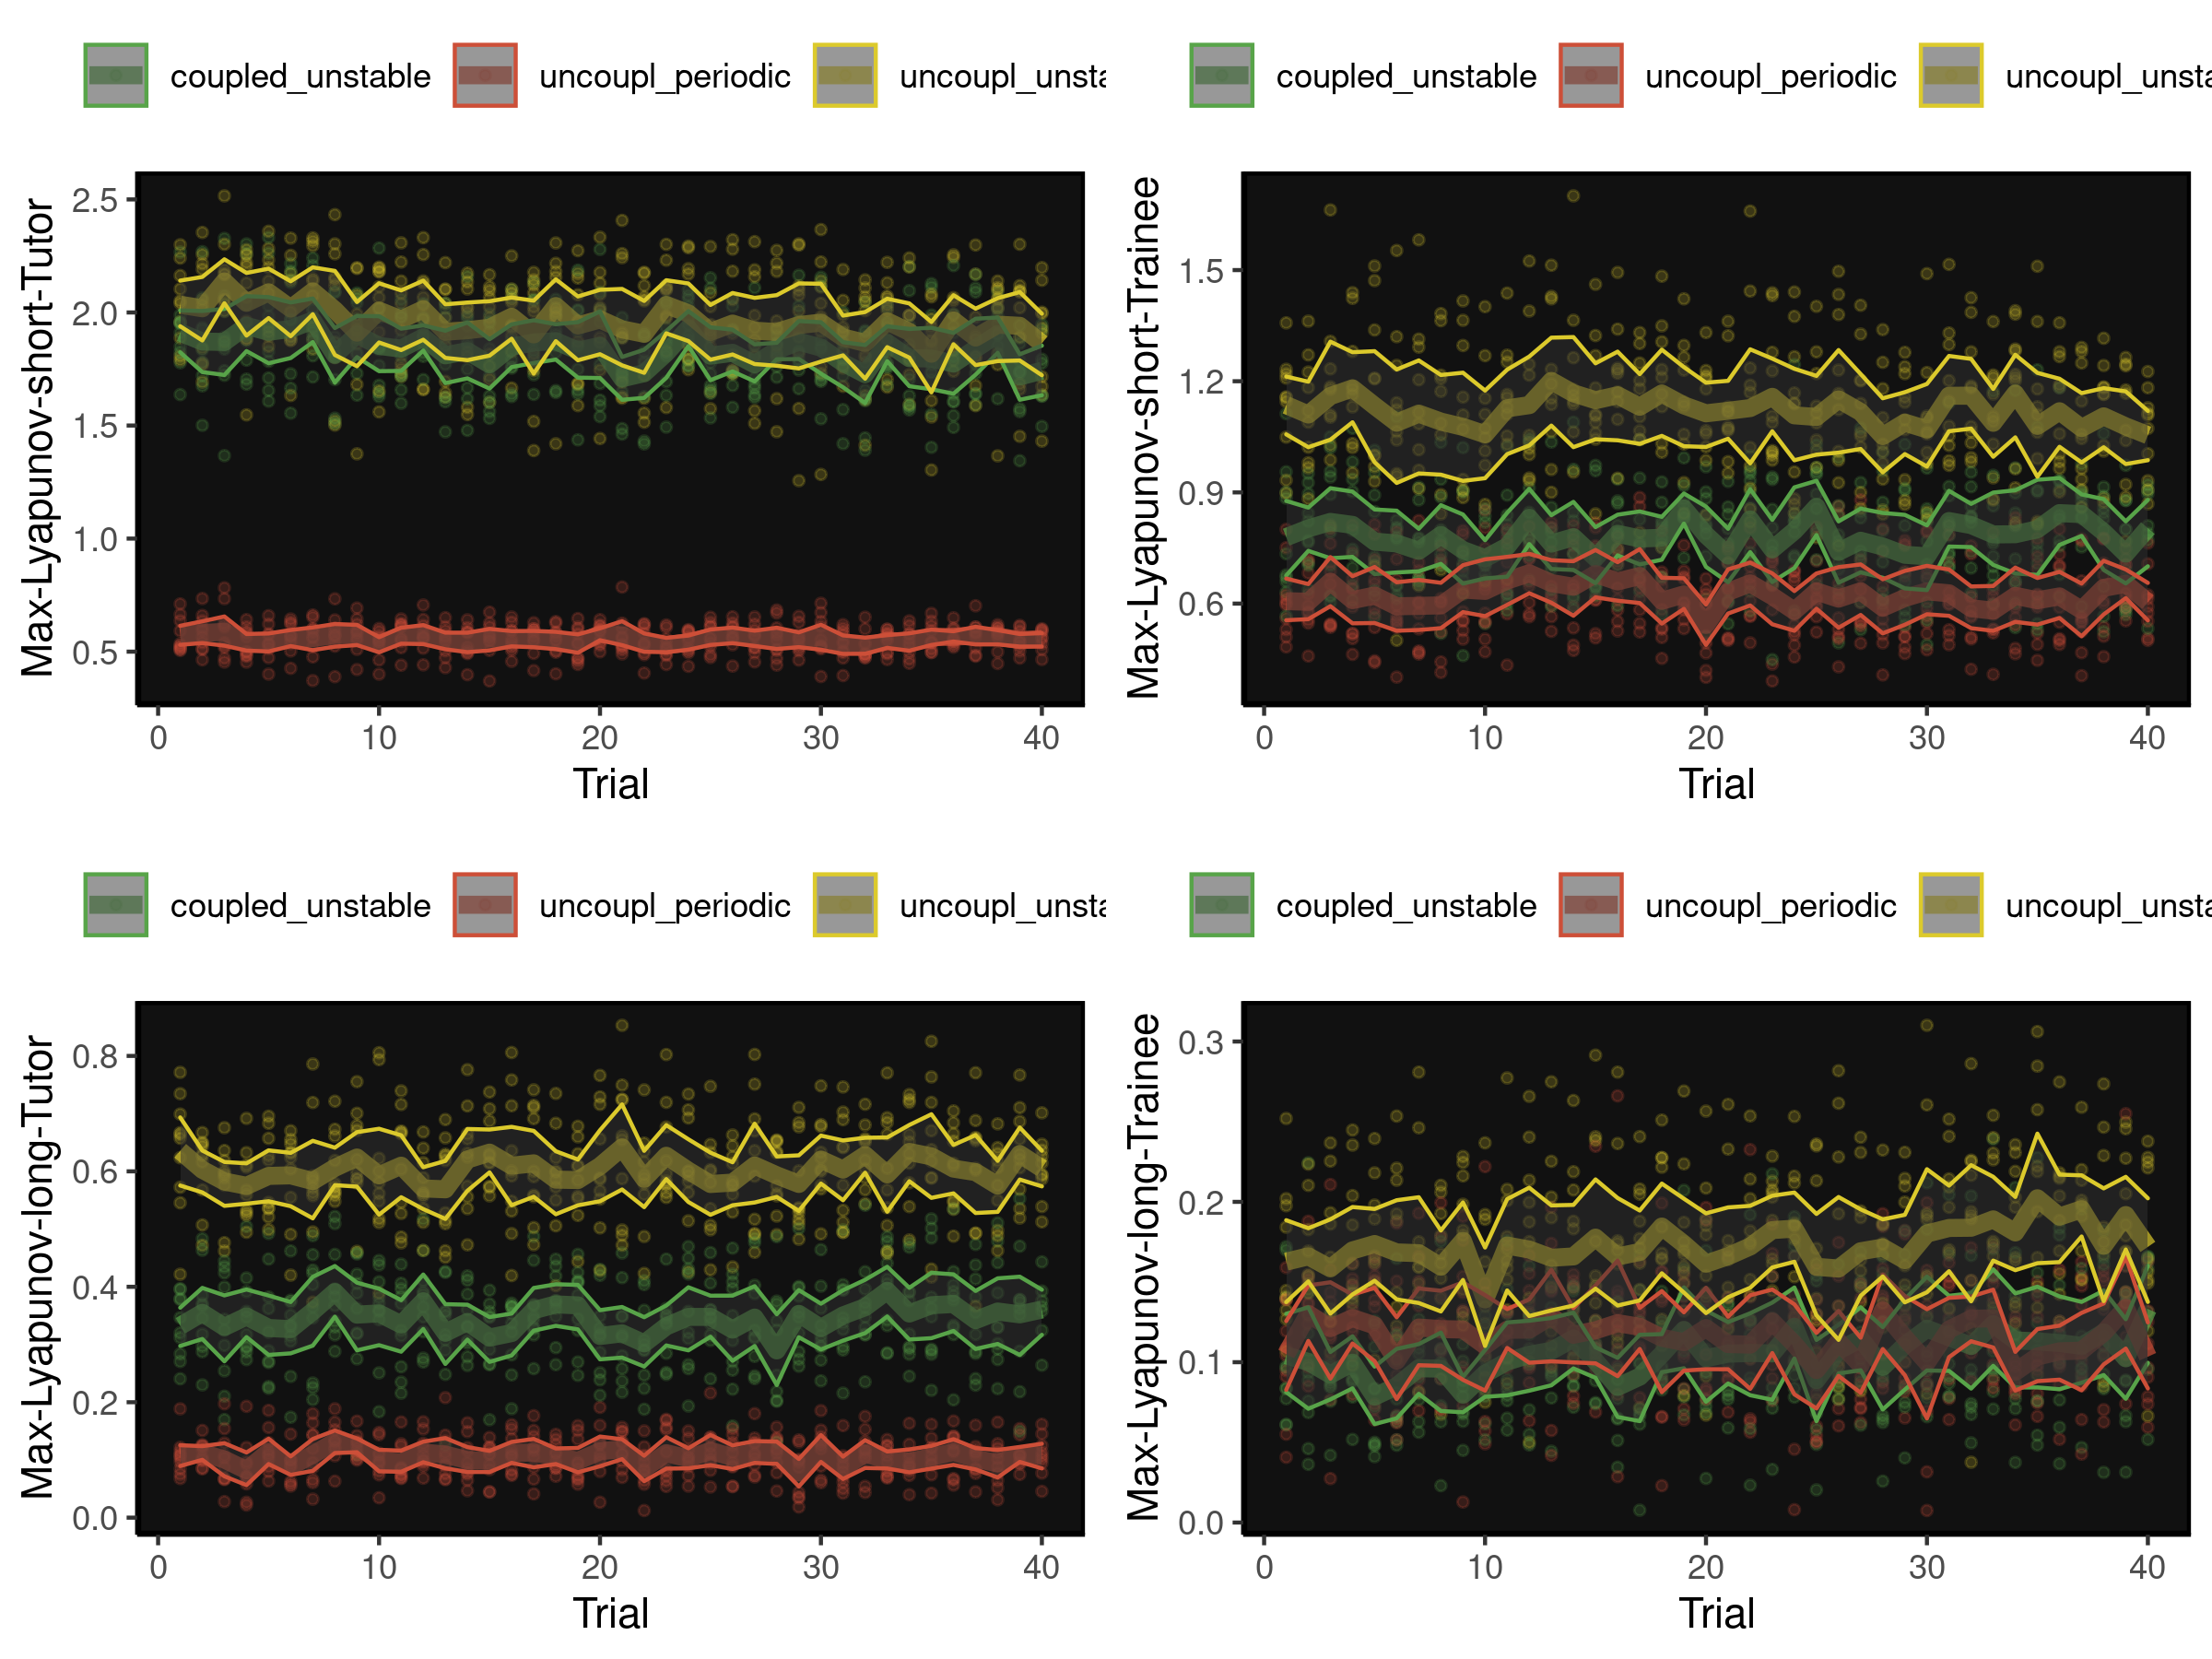 coupled_unstable uncoupl_periodic uncoupl_unsta
Max-Lyapunov-short-Tutor
2.5
2.0
1.5
1.0
0.5
0 10 20 30 40
Trial
coupled_unstable uncoupl_periodic uncoupl_unsta
Max-Lyapunov-short-Trainee
1.5
1.2
0.9
0.6
0 10 20 30 40
Trial
coupled_unstable uncoupl_periodic uncoupl_unsta
Max-Lyapunov-long-Tutor
0.8
0.6
0.4
0.2
0.0
0 10 20 30 40
Trial
coupled_unstable uncoupl_periodic uncoupl_unsta
Max-Lyapunov-long-Trainee
0.3
0.2
0.1
0.0
0 10 20 30 40
Trial